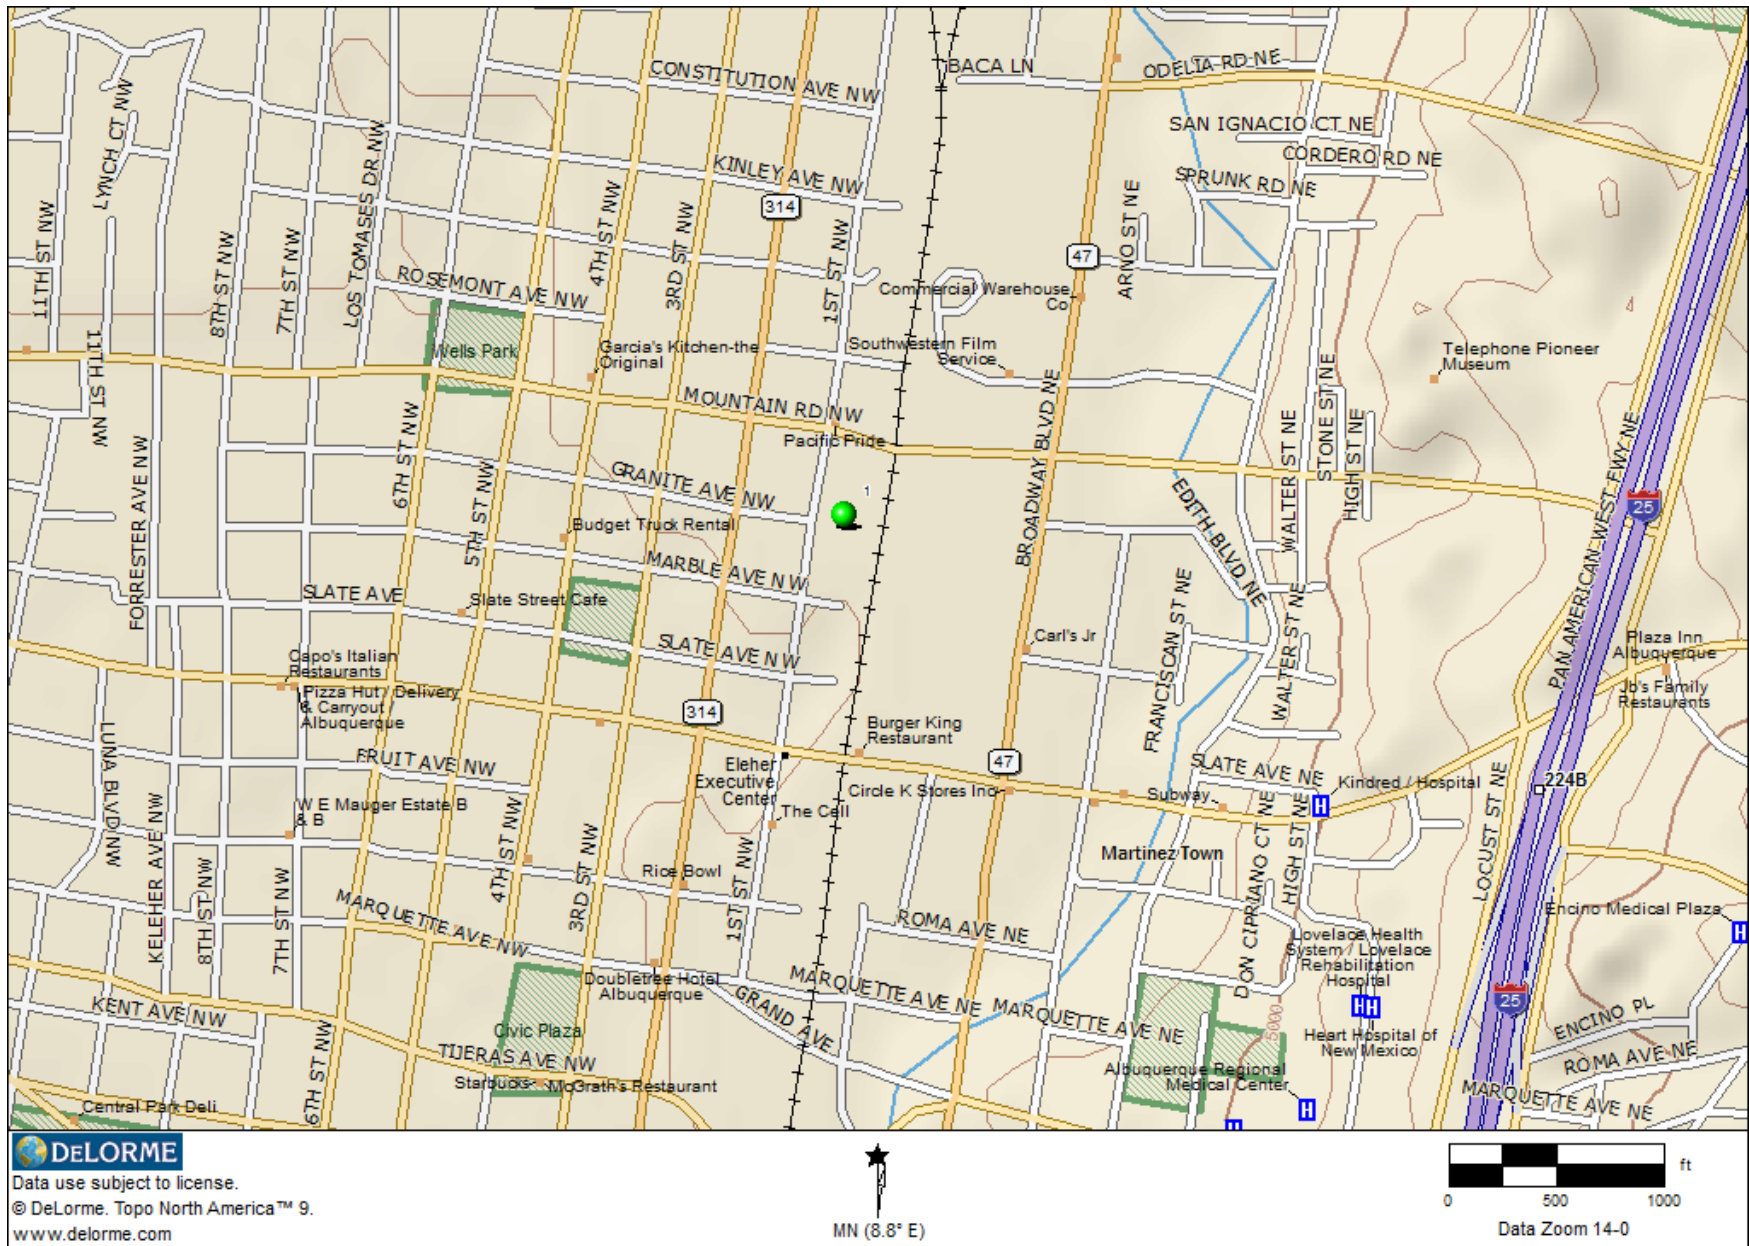 CONSTITUTION AVE NW
BACA LN
ODELIA RD NE
LYNCH CT NW
LOS TOMASES DR NW
SAN IGNACIO CT NE
KINLEY AVE NW
CORDERO RD NE
314
SPRUNK RD NE
11TH ST NW
8TH ST NW
7TH ST NW
4TH ST NW
3RD ST NW
1ST ST NW
47
ARNO ST NE
ROSEMONT AVE NW
Commercial Warehouse
Co
Wells Park
Garcia's Kitchen-the
Original
Southwestern Film
Service
Telephone Pioneer
Museum
11TH ST NW
MOUNTAIN RD NW
Pacific Pride
BROADWAY BLVD NE
STONE ST NE
WALTER ST NE
HIGH ST NE
PAN AMERICAN WEST FWY NE
FORRESTER AVE NW
6TH ST NW
5TH ST NW
GRANITE AVE NW
1
EDITH BLVD NE
25
Budget Truck Rental
MARBLE AVE NW
SLATE AVE
Slate Street Cafe
FRANCISCAN ST NE
WALTER ST NE
Carl's Jr
SLATE AVE NW
Plaza Inn
Albuquerque
Capo's Italian
Restaurants
Pizza Hut / Delivery
& Carryout /
Albuquerque
Jb's Family
Restaurants
314
LUNA BLVD NW
Burger King
Restaurant
FRUIT AVE NW
Eleher
Executive
Center
47
SLATE AVE NE
Kindred / Hospital
H
224B
Circle K Stores Inc
Subway
W E Mauger Estate B
& B
The Cell
KELEHER AVE NW
8TH ST NW
7TH ST NW
4TH ST NW
3RD ST NW
1ST ST NW
Martinez Town
DON CIPRIANO CT NE
HIGH ST NE
LOCUST ST NE
Rice Bowl
MARQUETTE AVE NW
ROMA AVE NE
Encino Medical Plaza
H
Lovelace Health
System / Lovelace
Rehabilitation
Hospital
Doubletree Hotel
Albuquerque
MARQUETTE AVE NE
MARQUETTE AVE NE
GRAND AVE
H
H
25
KENT AVE NW
Civic Plaza
5000
Heart Hospital of
New Mexico
ENCINO PL
ROMA AVE NE
TIJERAS AVE NW
6TH ST NW
Starbucks
McGrath's Restaurant
Albuquerque Regional
Medical Center
MARQUETTE AVE NE
Central Park Deli
H
H
DELORME
Data use subject to license.
© DeLorme. Topo North America™ 9.
www.delorme.com
MN (8.8° E)
ft
0 500 1000
Data Zoom 14-0